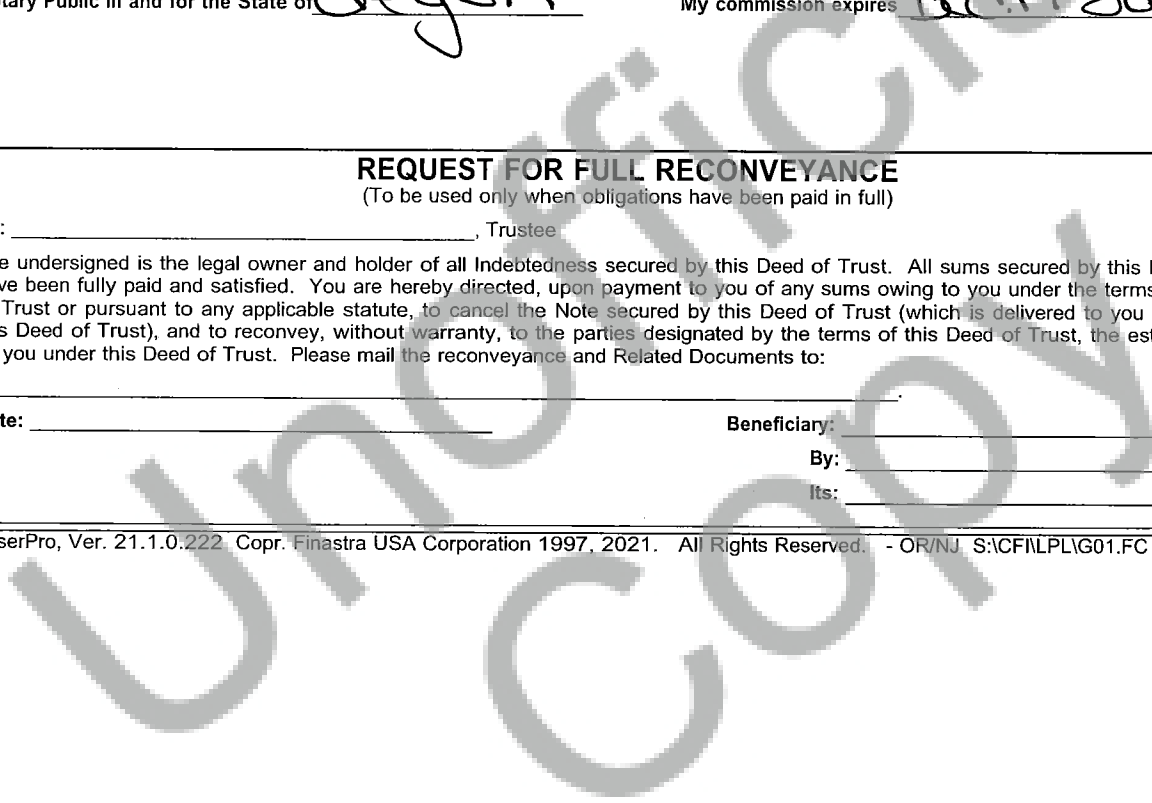 tary Public in and for the State of Oregon My commission expires
REQUEST FOR FULL RECONVEYANCE
(To be used only when obligations have been paid in full)
: ______________________, Trustee
e undersigned is the legal owner and holder of all Indebtedness secured by this Deed of Trust. All sums secured by this
ve been fully paid and satisfied. You are hereby directed, upon payment to you of any sums owing to you under the terms
Trust or pursuant to any applicable statute, to cancel the Note secured by this Deed of Trust (which is delivered to you
s Deed of Trust), and to reconvey, without warranty, to the parties designated by the terms of this Deed of Trust, the est
you under this Deed of Trust. Please mail the reconveyance and Related Documents to:
te: ______________________ Beneficiary:
By:
Its:
serPro, Ver. 21.1.0.222 Copr. Finastra USA Corporation 1997, 2021. All Rights Reserved. - OR/NJ S:\CFI\LPL\G01.FC
Unoffici
Copy